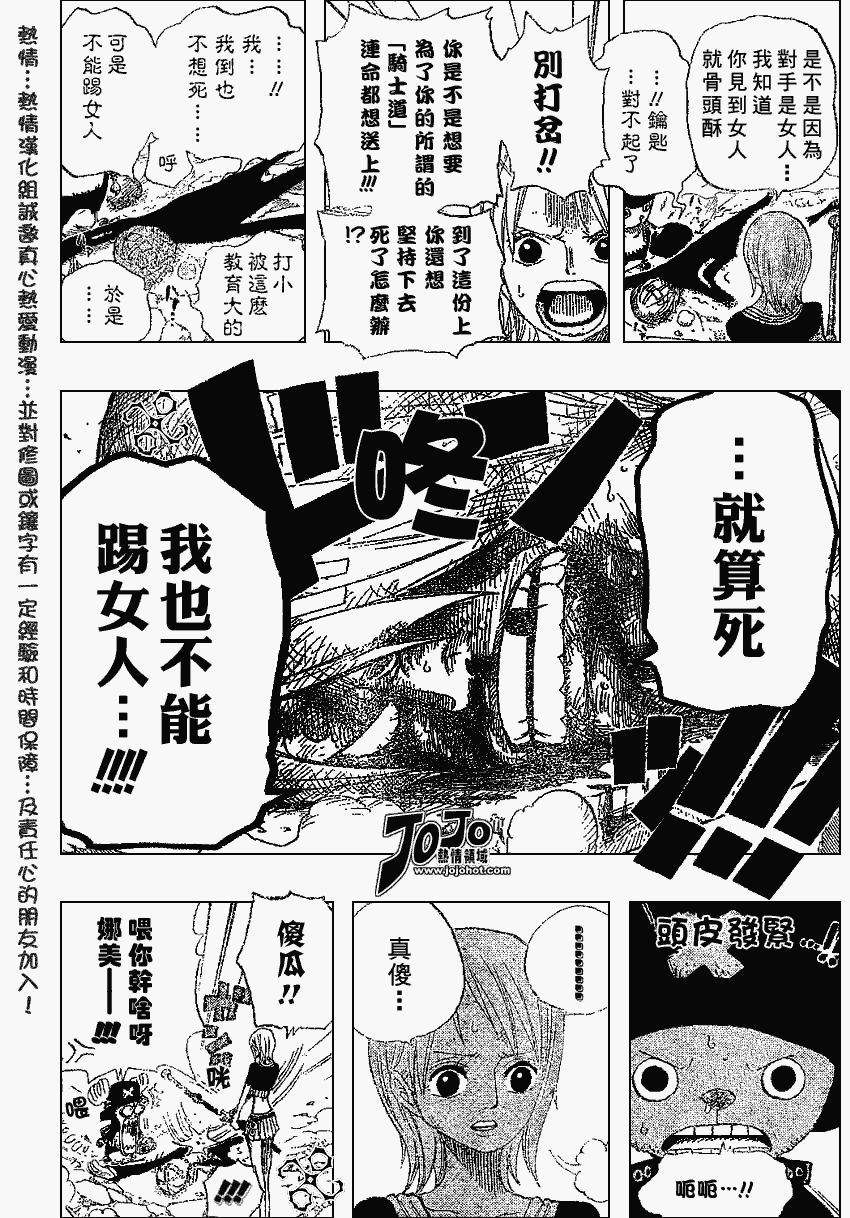 是不是因為
對手是女人…
我知道
你見到女人
就骨頭酥
…!!鑰匙
…對不起了
別打岔!!
你是不是想要
為了你的所謂的
「騎士道」
連命都想送上!!!
到了這份上
你還想
堅持下去
死了怎麼辦
!?
……!!
我…
我倒也
不想死……
可是
不能踢女人
呼
打小
被這麼
教育大的
於是
……
…就算死
咚
我也不能
踢女人…
!!!!
頭皮發緊…!!
呃呃…!!
………
真傻…
傻瓜!!
咣
喂你幹啥呀
娜美——!!!
喂
!!!
JOJO
熱情領域
www.jojohot.com
熱情…熱情漢化組誠邀真心熱愛動漫…並對修圖或鑲字有一定經驗和時間保障…及責任心的朋友加入!